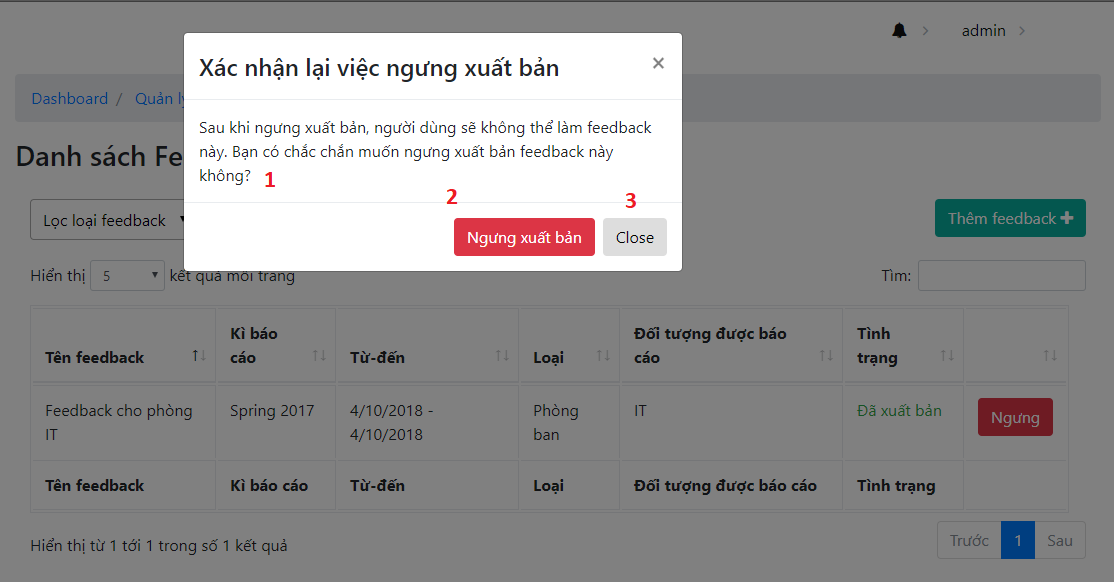 admin
Xác nhận lại việc ngưng xuất bản
×
Dashboard / Quản lý
Sau khi ngưng xuất bản, người dùng sẽ không thể làm feedback
này. Bạn có chắc chắn muốn ngưng xuất bản feedback này
không?
1
Danh sách Fe
2
3
Ngưng xuất bản
Close
Lọc loại feedback
Thêm feedback
Hiển thị 5 kết quả mỗi trang
Tìm:
Tên feedback
Kì báo
cáo
Từ-đến
Loại
Đối tượng được báo
cáo
Tình
trạng
Feedback cho phòng
IT
Spring 2017
4/10/2018 -
4/10/2018
Phòng
ban
IT
Đã xuất bản
Ngưng
Tên feedback
Kì báo cáo
Từ-đến
Loại
Đối tượng được báo cáo
Tình trạng
Hiển thị từ 1 tới 1 trong số 1 kết quả
Trước
1
Sau